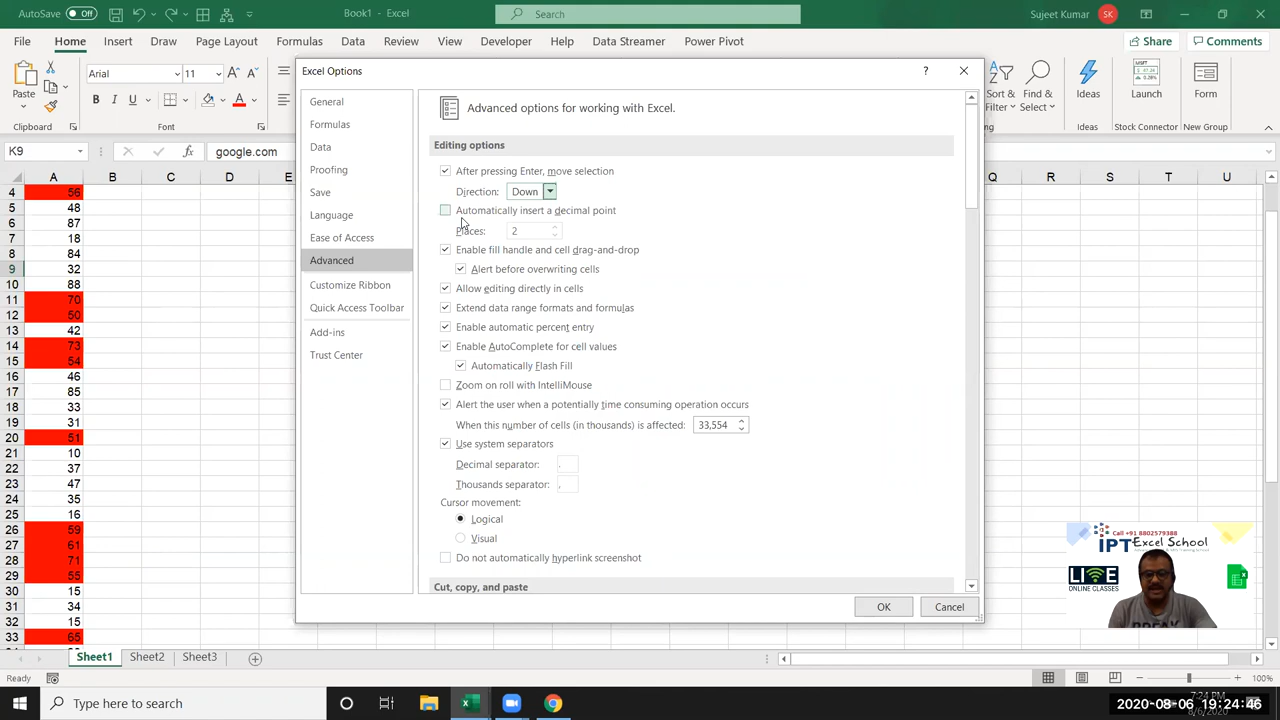 AutoSave Off Book1 - Excel Search Sujeet Kumar SK
File Home Insert Draw Page Layout Formulas Data Review View Developer Help Data Streamer Power Pivot Share Comments
Paste Arial 11 Sort & Filter Find & Select Ideas Launch Form
B I U
Clipboard Font Ideas Stock Connector New Group
K9 google.com
A B C D E R S T U
4 56
5 48
6 87
7 18
8 84
9 32
10 88
11 70
12 50
13 42
14 73
15 54
16 46
17 85
18 33
19 31
20 51
21 10
22 37
23 47
24 35
25 16
26 59
27 61
28 71
29 55
30 15
31 34
32 15
33 65
Excel Options ?
General
Formulas
Data
Proofing
Save
Language
Ease of Access
Advanced
Customize Ribbon
Quick Access Toolbar
Add-ins
Trust Center
Advanced options for working with Excel.
Editing options
After pressing Enter, move selection
Direction: Down
Automatically insert a decimal point
Places: 2
Enable fill handle and cell drag-and-drop
Alert before overwriting cells
Allow editing directly in cells
Extend data range formats and formulas
Enable automatic percent entry
Enable AutoComplete for cell values
Automatically Flash Fill
Zoom on roll with IntelliMouse
Alert the user when a potentially time consuming operation occurs
When this number of cells (in thousands) is affected: 33,554
Use system separators
Decimal separator: .
Thousands separator: ,
Cursor movement:
Logical
Visual
Do not automatically hyperlink screenshot
Cut, copy, and paste
OK Cancel
Call +91 8802579388
IPT Excel School
LIVE
ONLINE CLASSES
BREAK
Sheet1 Sheet2 Sheet3
Ready 100%
Type here to search
7:24 PM
2020-08-06 19:24:46
8/6/2020